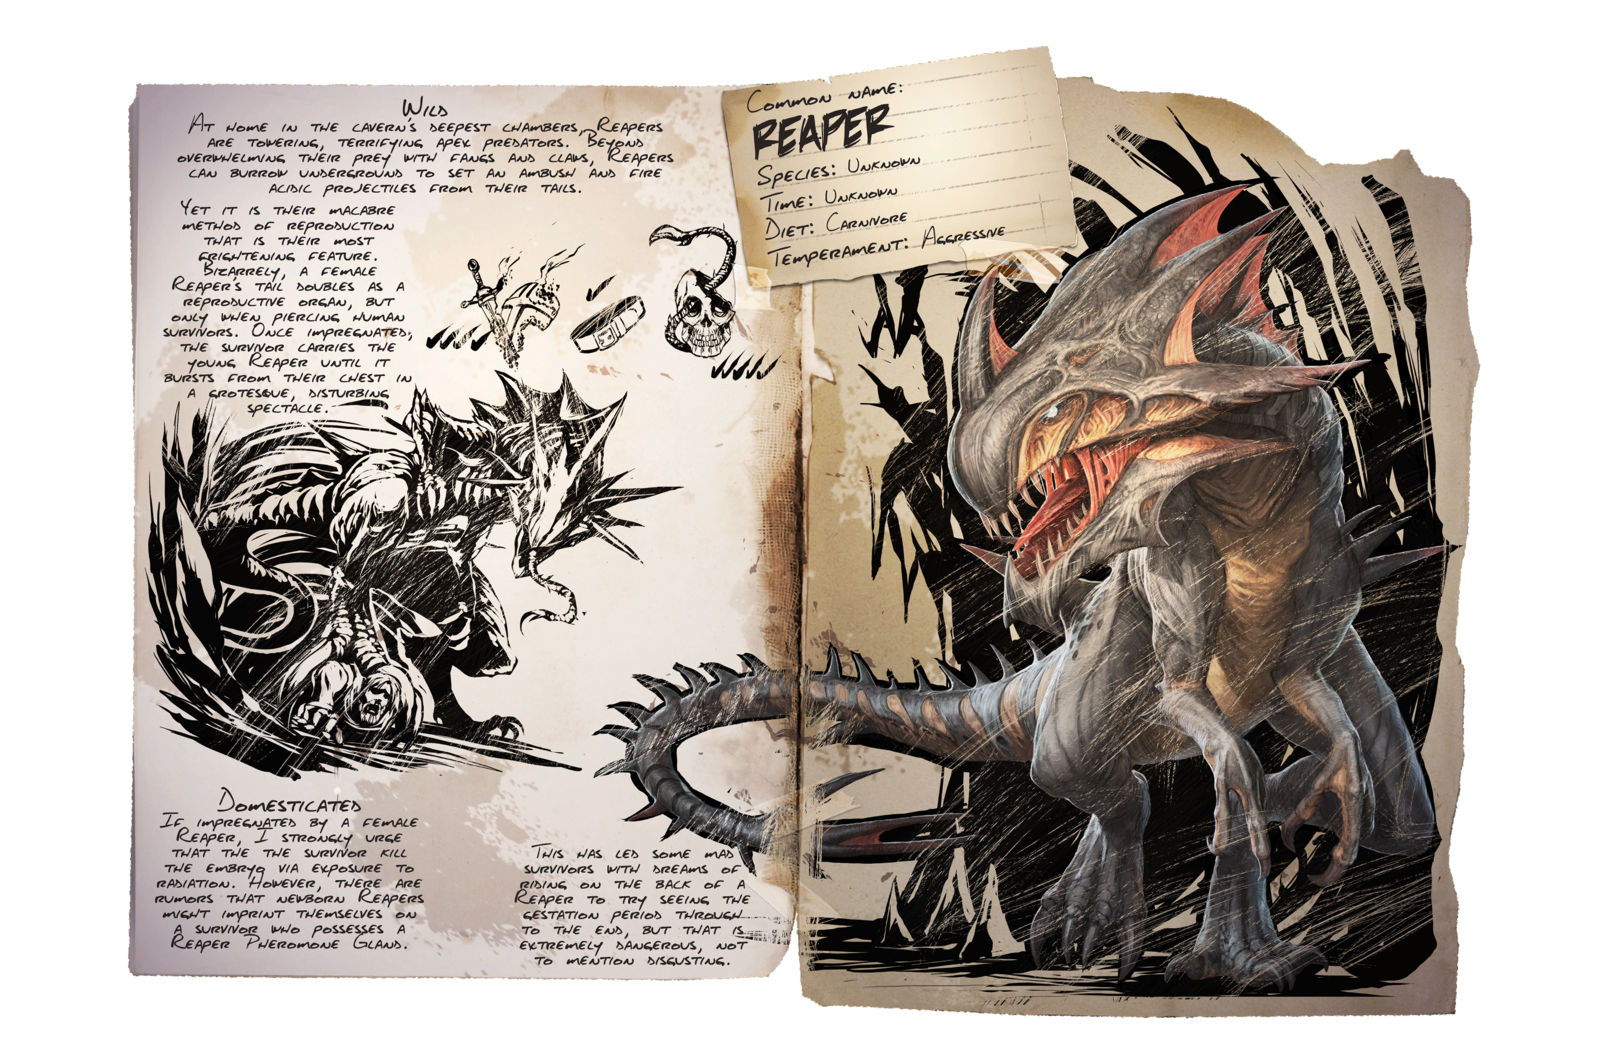 Wild
At home in the cavern's deepest chambers, Reapers
are towering, terrifying apex predators. Beyond
overwhelming their prey with fangs and claws, Reapers
can burrow underground to set an ambush and fire
acidic projectiles from their tails.
Yet it is their macabre
method of reproduction
that is their most
frightening feature.
Bizarrely, a female
Reaper's tail doubles as a
reproductive organ, but
only when piercing human
survivors. Once impregnated,
the survivor carries the
young Reaper until it
bursts from their chest in
a grotesque, disturbing
spectacle.
Domesticated
If impregnated by a female
Reaper, I strongly urge
that the the survivor kill
the embryo via exposure to
radiation. However, there are
rumors that newborn Reapers
might imprint themselves on
a survivor who possesses a
Reaper Pheromone Gland.
This has led some mad
survivors with dreams of
riding on the back of a
Reaper to try seeing the
gestation period through
to the end, but that is
extremely dangerous, not
to mention disgusting.
Common name:
REAPER
Species: Unknown
Time: Unknown
Diet: Carnivore
Temperament: Aggressive